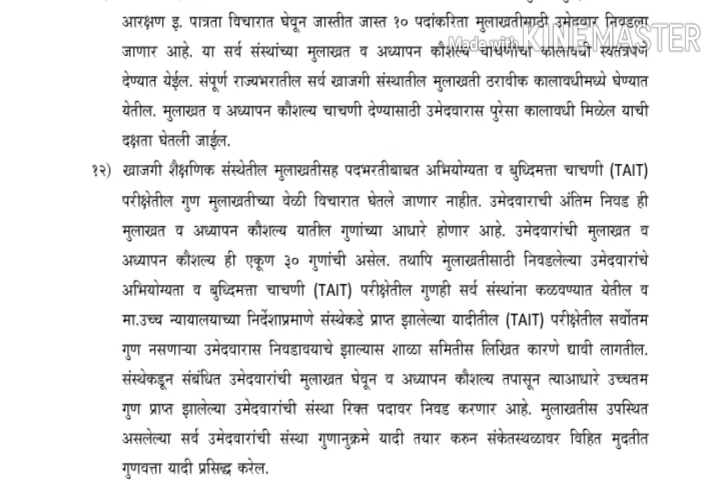 आरक्षण इ. पात्रता विचारात घेवून जास्तीत जास्त १० पदांकरिता मुलाखतीसाठी उमेदवार निवडला
जाणार आहे. या सर्व संस्थांच्या मुलाखत व अध्यापन कौशल्य चाचणीचा कालावधी स्वतंत्रपणे
Made with KINEMASTER
देण्यात येईल. संपूर्ण राज्यभरातील सर्व खाजगी संस्थातील मुलाखती ठरावीक कालावधीमध्ये घेण्यात
येतील. मुलाखत व अध्यापन कौशल्य चाचणी देण्यासाठी उमेदवारास पुरेसा कालावधी मिळेल याची
दक्षता घेतली जाईल.
१२) खाजगी शैक्षणिक संस्थेतील मुलाखतीसह पदभरतीबाबत अभियोग्यता व बुध्दिमत्ता चाचणी (TAIT)
परीक्षेतील गुण मुलाखतीच्या वेळी विचारात घेतले जाणार नाहीत. उमेदवाराची अंतिम निवड ही
मुलाखत व अध्यापन कौशल्य यातील गुणांच्या आधारे होणार आहे. उमेदवारांची मुलाखत व
अध्यापन कौशल्य ही एकूण ३० गुणांची असेल. तथापि मुलाखतीसाठी निवडलेल्या उमेदवारांचे
अभियोग्यता व बुध्दिमत्ता चाचणी (TAIT) परीक्षेतील गुणही सर्व संस्थांना कळवण्यात येतील व
मा.उच्च न्यायालयाच्या निर्देशाप्रमाणे संस्थेकडे प्राप्त झालेल्या यादीतील (TAIT) परीक्षेतील सर्वोतम
गुण नसणाऱ्या उमेदवारास निवडावयाचे झाल्यास शाळा समितीस लिखित कारणे द्यावी लागतील.
संस्थेकडून संबंधित उमेदवारांची मुलाखत घेवून व अध्यापन कौशल्य तपासून त्याआधारे उच्चतम
गुण प्राप्त झालेल्या उमेदवारांची संस्था रिक्त पदावर निवड करणार आहे. मुलाखतीस उपस्थित
असलेल्या सर्व उमेदवारांची संस्था गुणानुक्रमे यादी तयार करुन संकेतस्थळावर विहित मुदतीत
गुणवत्ता यादी प्रसिद्ध करेल.